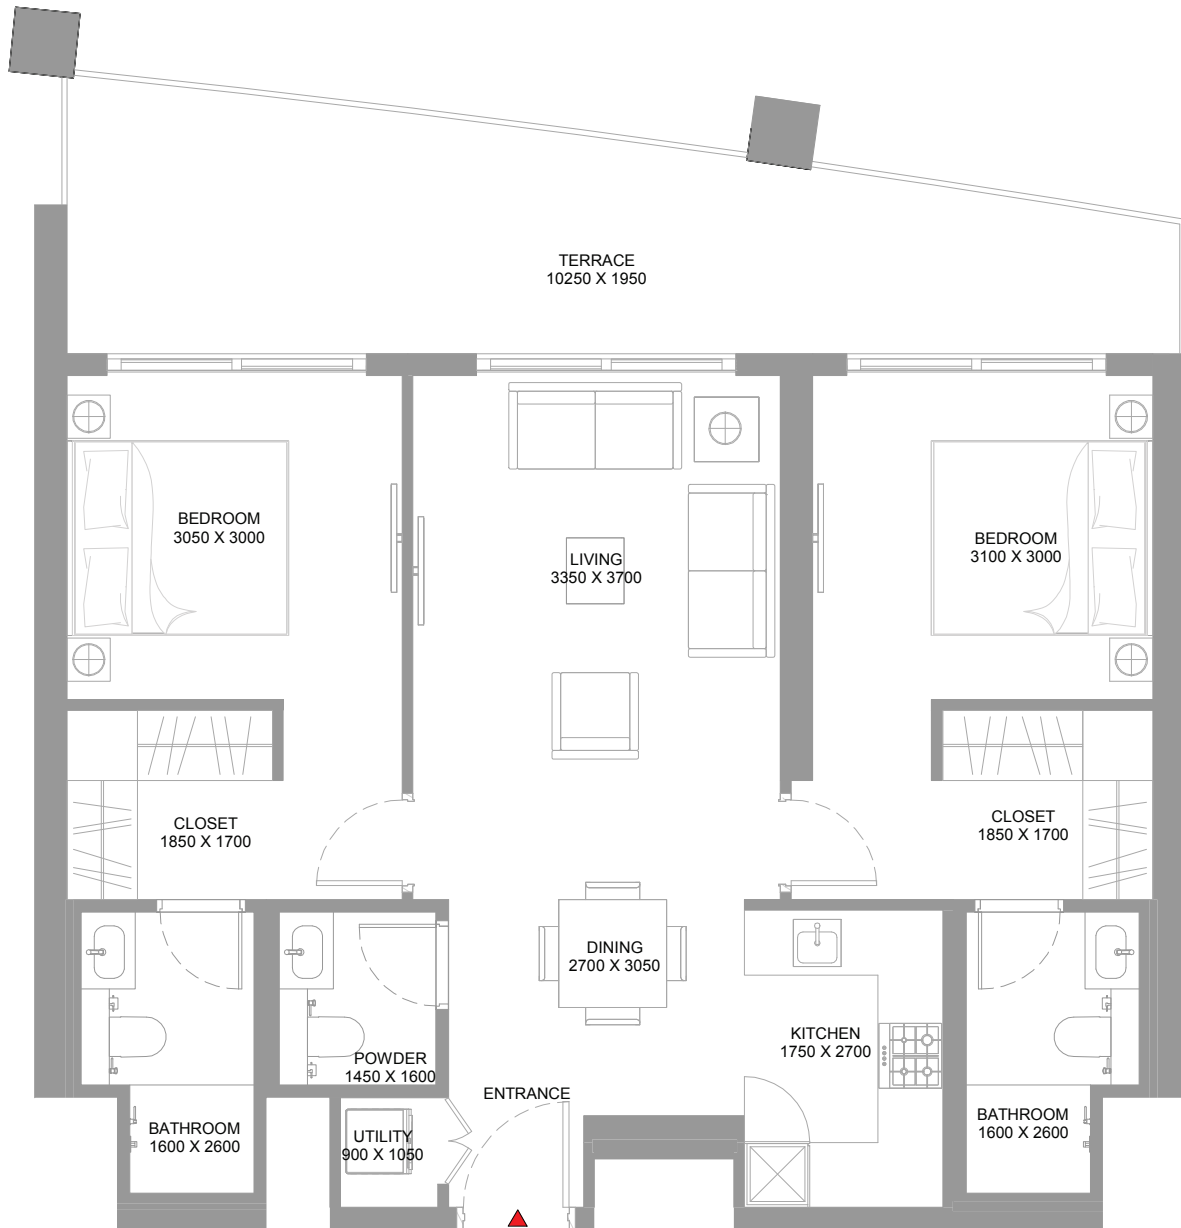 TERRACE
10250 X 1950
BEDROOM
3050 X 3000
LIVING
3350 X 3700
BEDROOM
3100 X 3000
CLOSET
1850 X 1700
CLOSET
1850 X 1700
DINING
2700 X 3050
KITCHEN
1750 X 2700
POWDER
1450 X 1600
ENTRANCE
BATHROOM
1600 X 2600
UTILITY
900 X 1050
BATHROOM
1600 X 2600